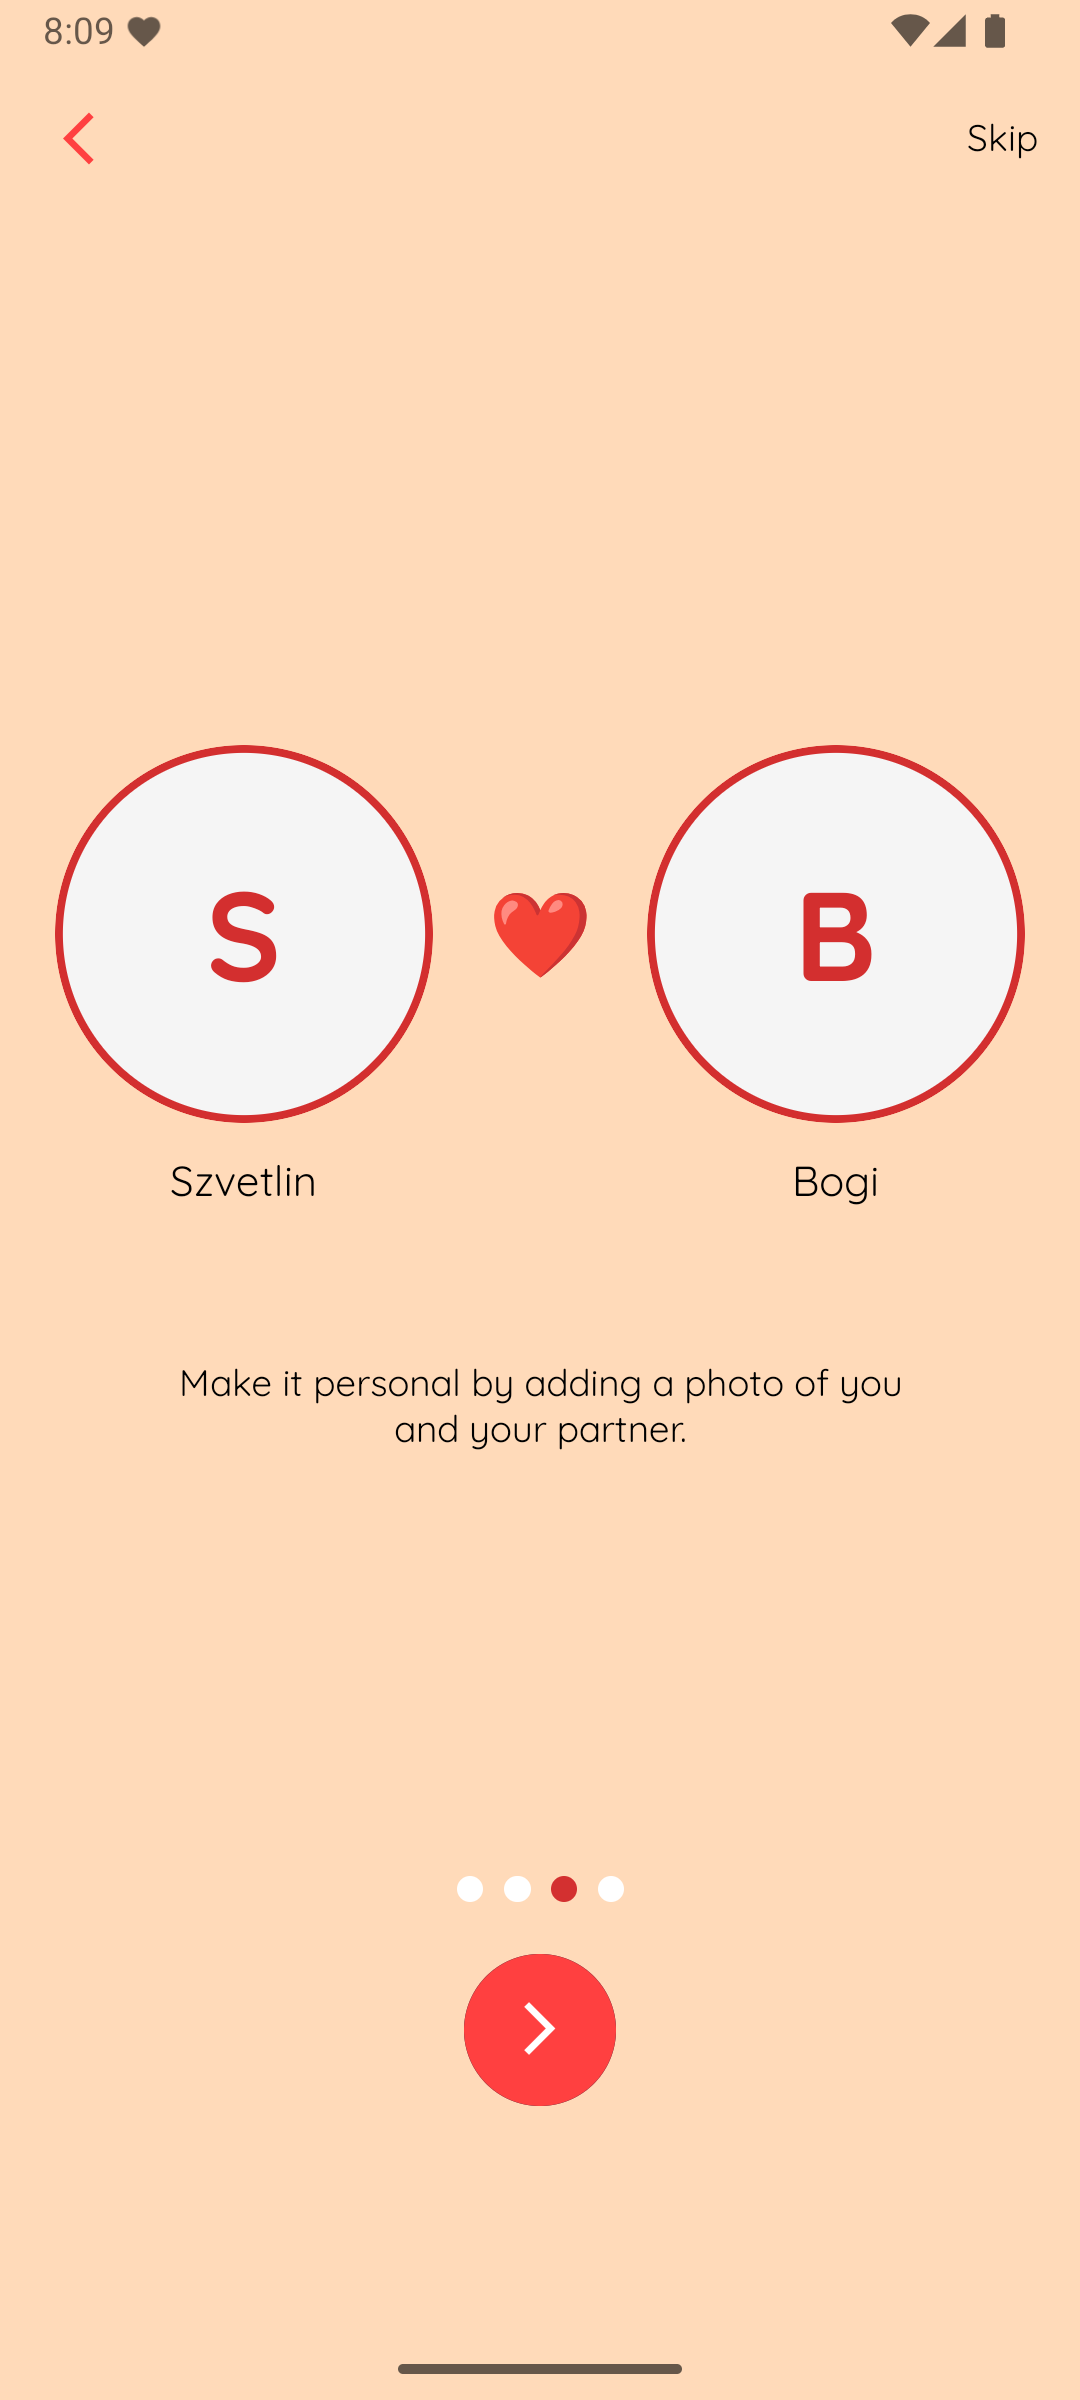 8:09
Skip
S
B
Szvetlin
Bogi
Make it personal by adding a photo of you
and your partner.